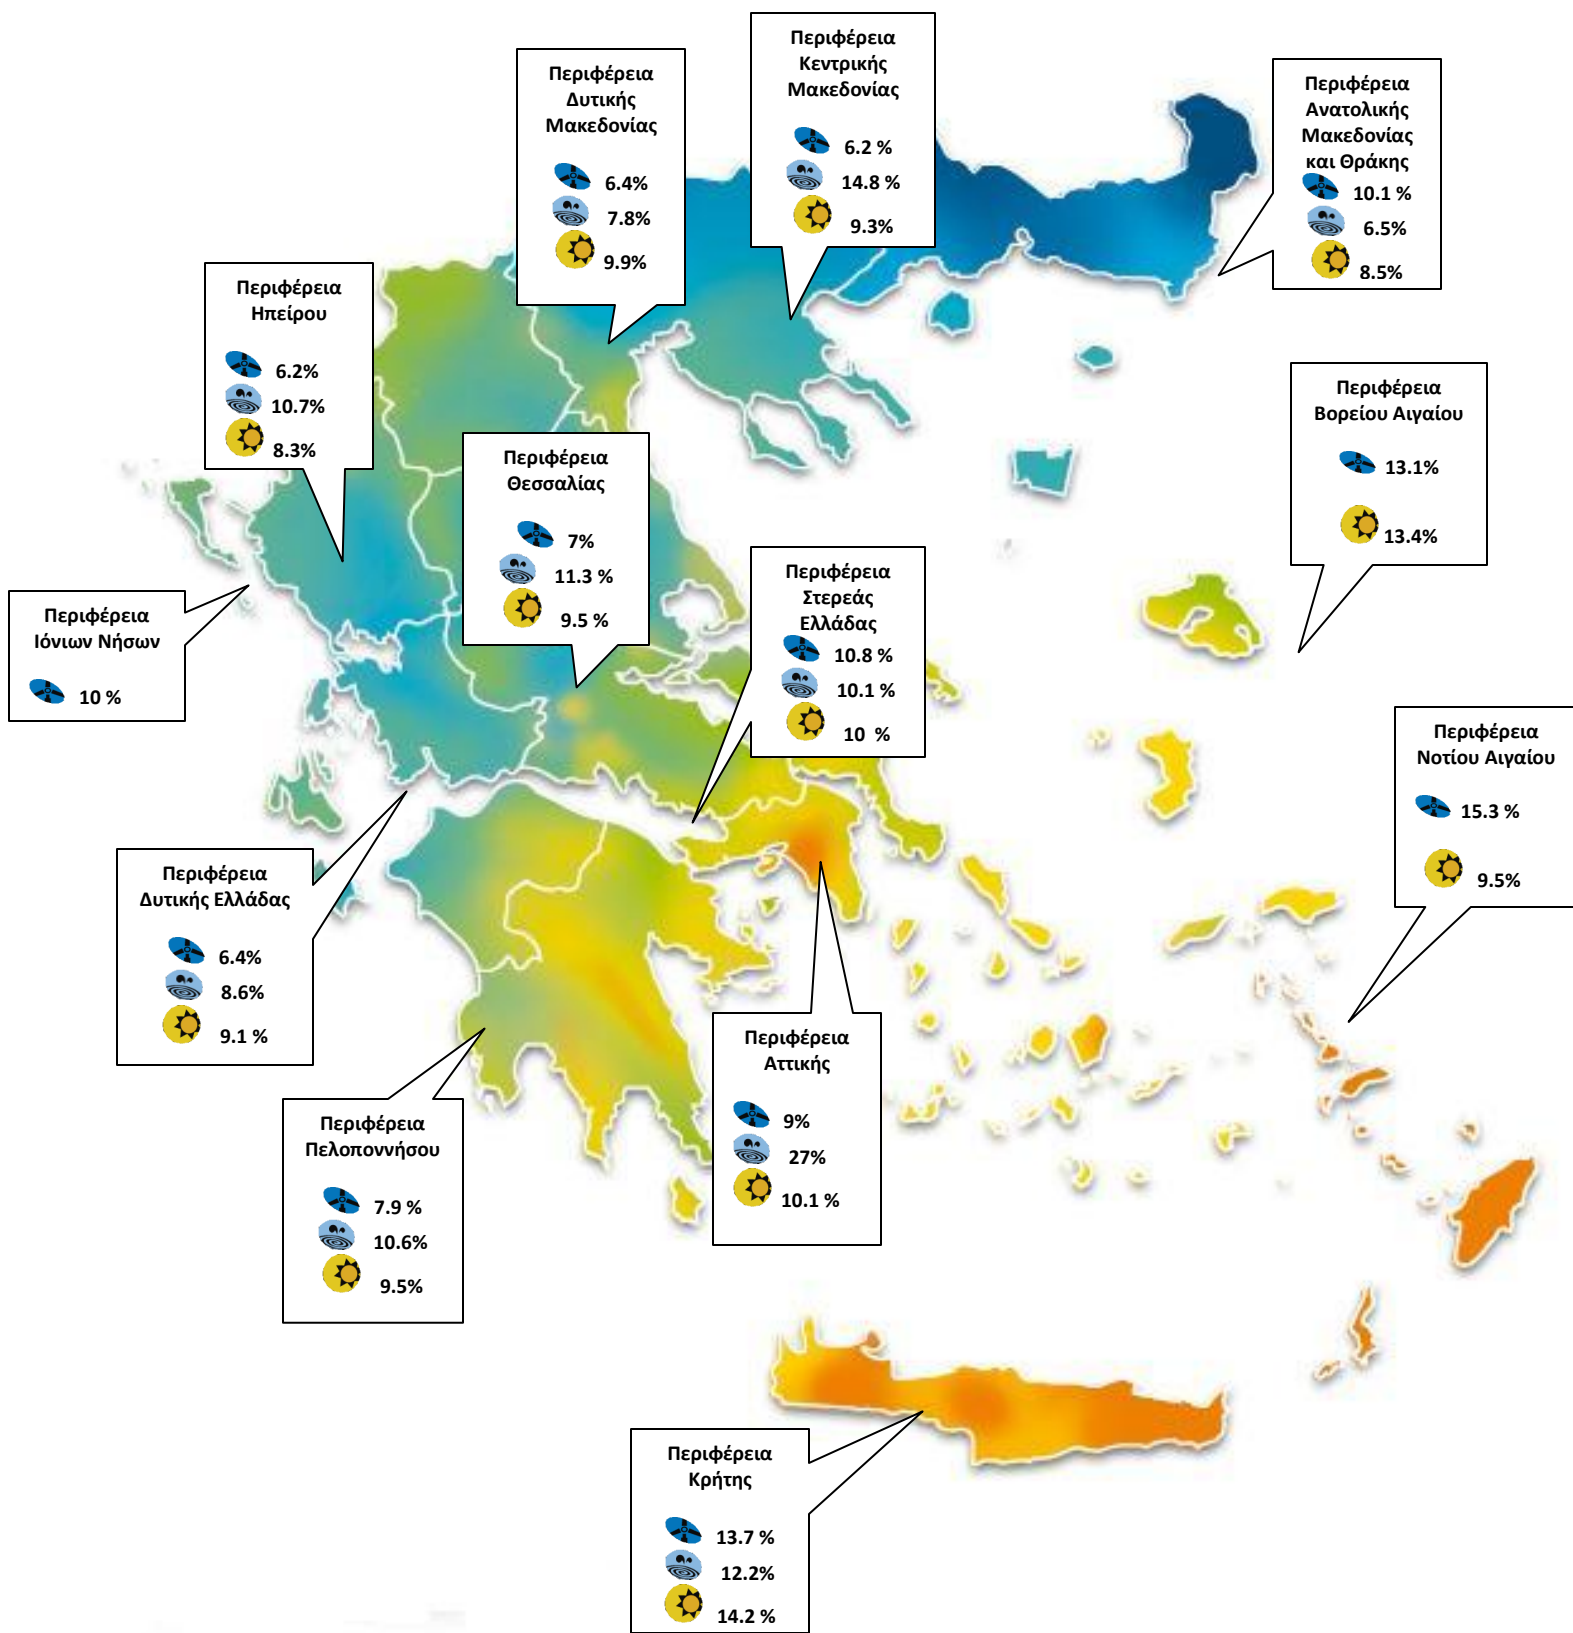 Περιφέρεια
Κεντρικής
Μακεδονίας
6.2 %
14.8 %
9.3%
Περιφέρεια
Δυτικής
Μακεδονίας
6.4%
7.8%
9.9%
Περιφέρεια
Ανατολικής
Μακεδονίας
και Θράκης
10.1 %
6.5%
8.5%
Περιφέρεια
Ηπείρου
6.2%
10.7%
8.3%
Περιφέρεια
Βορείου Αιγαίου
13.1%
13.4%
Περιφέρεια
Θεσσαλίας
7%
11.3 %
9.5 %
Περιφέρεια
Στερεάς
Ελλάδας
10.8 %
10.1 %
10 %
Περιφέρεια
Ιόνιων Νήσων
10 %
Περιφέρεια
Νοτίου Αιγαίου
15.3 %
9.5%
Περιφέρεια
Δυτικής Ελλάδας
6.4%
8.6%
9.1 %
Περιφέρεια
Αττικής
9%
27%
10.1 %
Περιφέρεια
Πελοποννήσου
7.9 %
10.6%
9.5%
Περιφέρεια
Κρήτης
13.7 %
12.2%
14.2 %